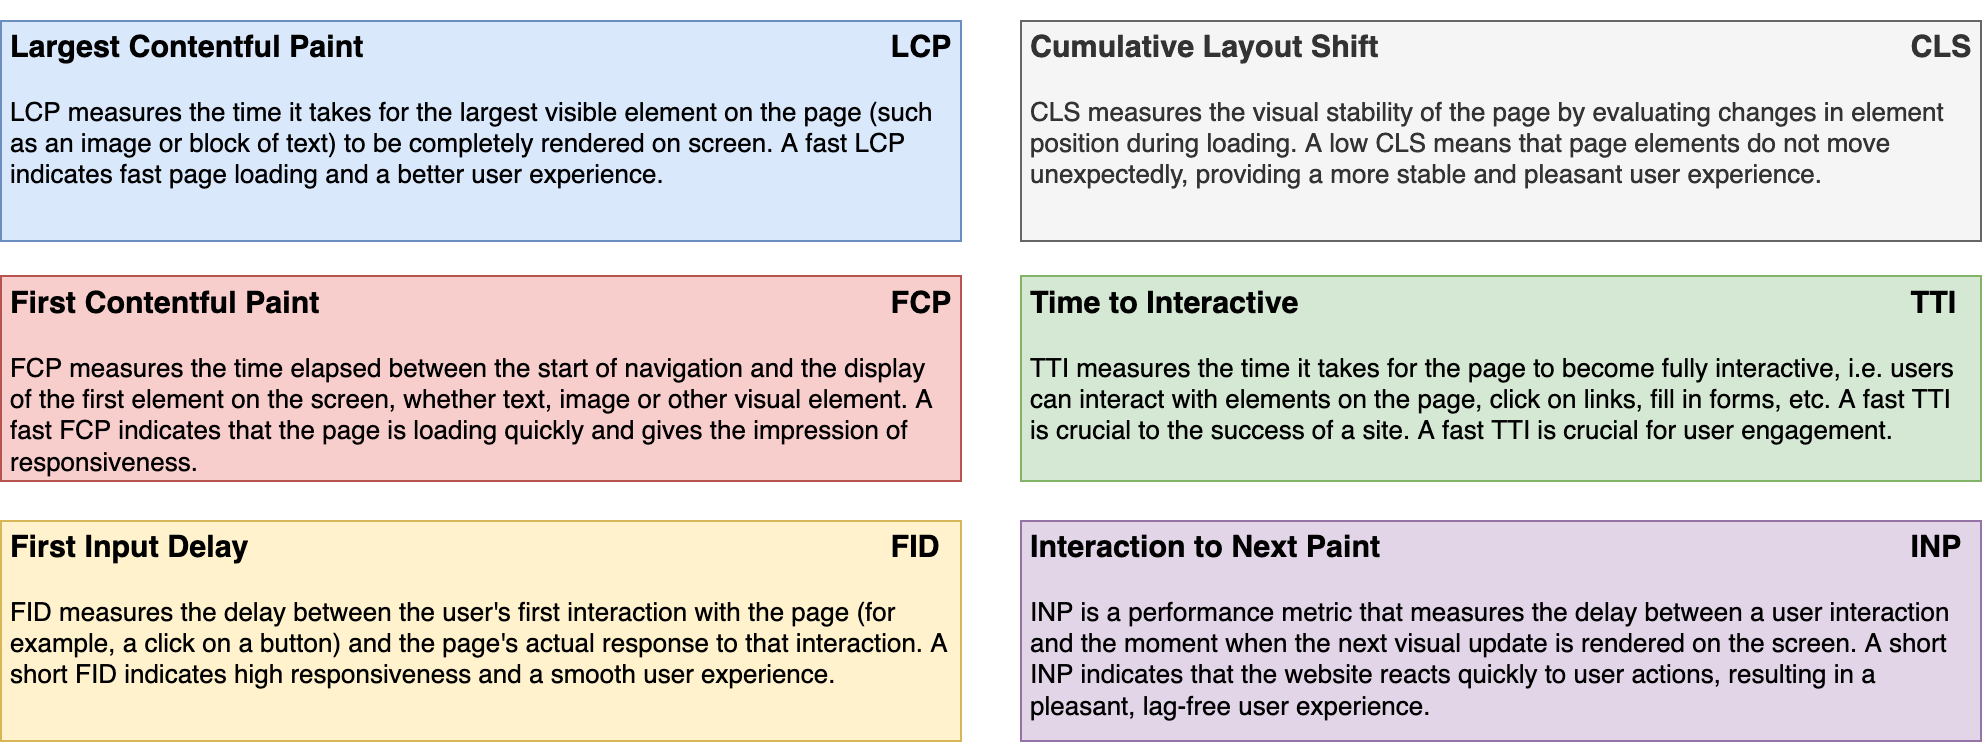 Largest Contentful Paint LCP
LCP measures the time it takes for the largest visible element on the page (such
as an image or block of text) to be completely rendered on screen. A fast LCP
indicates fast page loading and a better user experience.
Cumulative Layout Shift CLS
CLS measures the visual stability of the page by evaluating changes in element
position during loading. A low CLS means that page elements do not move
unexpectedly, providing a more stable and pleasant user experience.
First Contentful Paint FCP
FCP measures the time elapsed between the start of navigation and the display
of the first element on the screen, whether text, image or other visual element. A
fast FCP indicates that the page is loading quickly and gives the impression of
responsiveness.
Time to Interactive TTI
TTI measures the time it takes for the page to become fully interactive, i.e. users
can interact with elements on the page, click on links, fill in forms, etc. A fast TTI
is crucial to the success of a site. A fast TTI is crucial for user engagement.
First Input Delay FID
FID measures the delay between the user's first interaction with the page (for
example, a click on a button) and the page's actual response to that interaction. A
short FID indicates high responsiveness and a smooth user experience.
Interaction to Next Paint INP
INP is a performance metric that measures the delay between a user interaction
and the moment when the next visual update is rendered on the screen. A short
INP indicates that the website reacts quickly to user actions, resulting in a
pleasant, lag-free user experience.